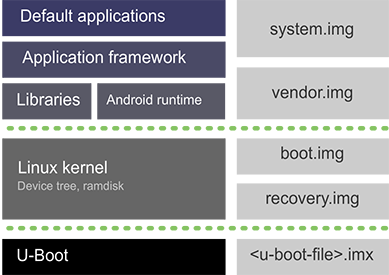 Default applications
system.img
Application framework
vendor.img
Libraries
Android runtime
boot.img
Linux kernel
Device tree, ramdisk
recovery.img
U-Boot
<u-boot-file>.imx